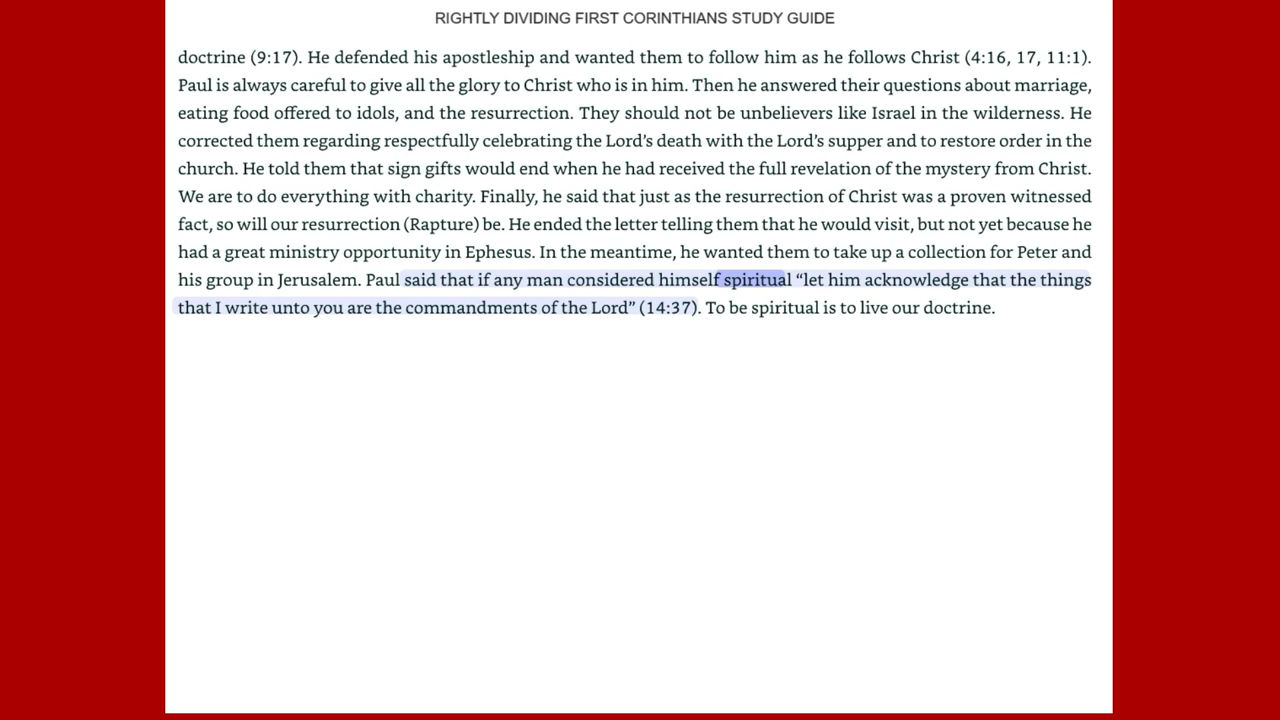 RIGHTLY DIVIDING FIRST CORINTHIANS STUDY GUIDE
doctrine (9:17). He defended his apostleship and wanted them to follow him as he follows Christ (4:16, 17, 11:1).
Paul is always careful to give all the glory to Christ who is in him. Then he answered their questions about marriage,
eating food offered to idols, and the resurrection. They should not be unbelievers like Israel in the wilderness. He
corrected them regarding respectfully celebrating the Lord’s death with the Lord’s supper and to restore order in the
church. He told them that sign gifts would end when he had received the full revelation of the mystery from Christ.
We are to do everything with charity. Finally, he said that just as the resurrection of Christ was a proven witnessed
fact, so will our resurrection (Rapture) be. He ended the letter telling them that he would visit, but not yet because he
had a great ministry opportunity in Ephesus. In the meantime, he wanted them to take up a collection for Peter and
his group in Jerusalem. Paul said that if any man considered himself spiritual “let him acknowledge that the things
that I write unto you are the commandments of the Lord” (14:37). To be spiritual is to live our doctrine.